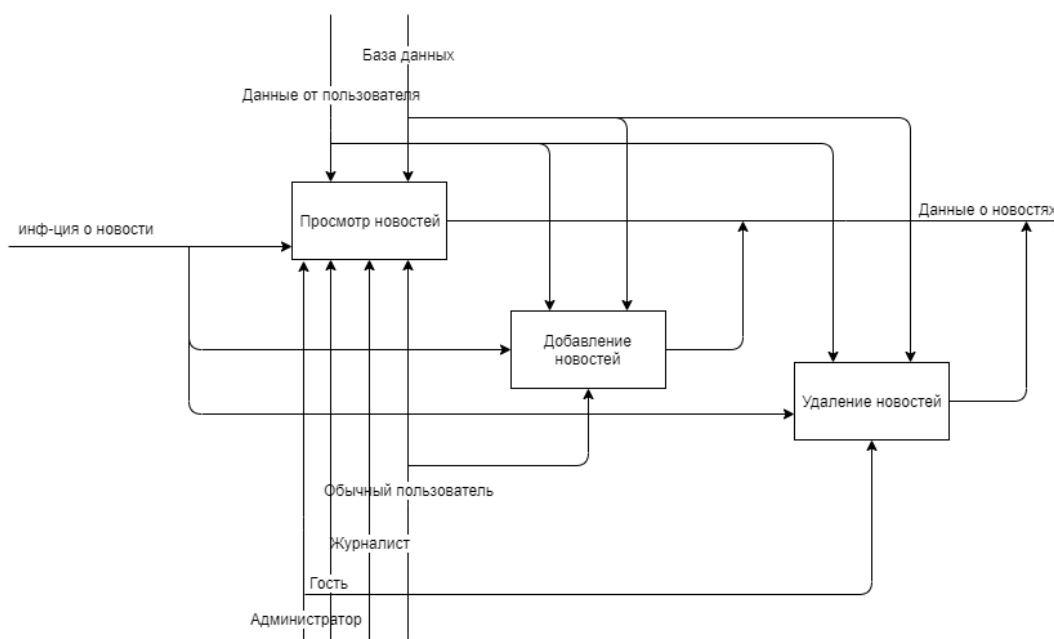 База данных
Данные от пользователя
Просмотр новостей
Данные о новостях
инф-ция о новости
Добавление
новостей
Удаление новостей
Обычный пользователь
Журналист
Гость
Администратор